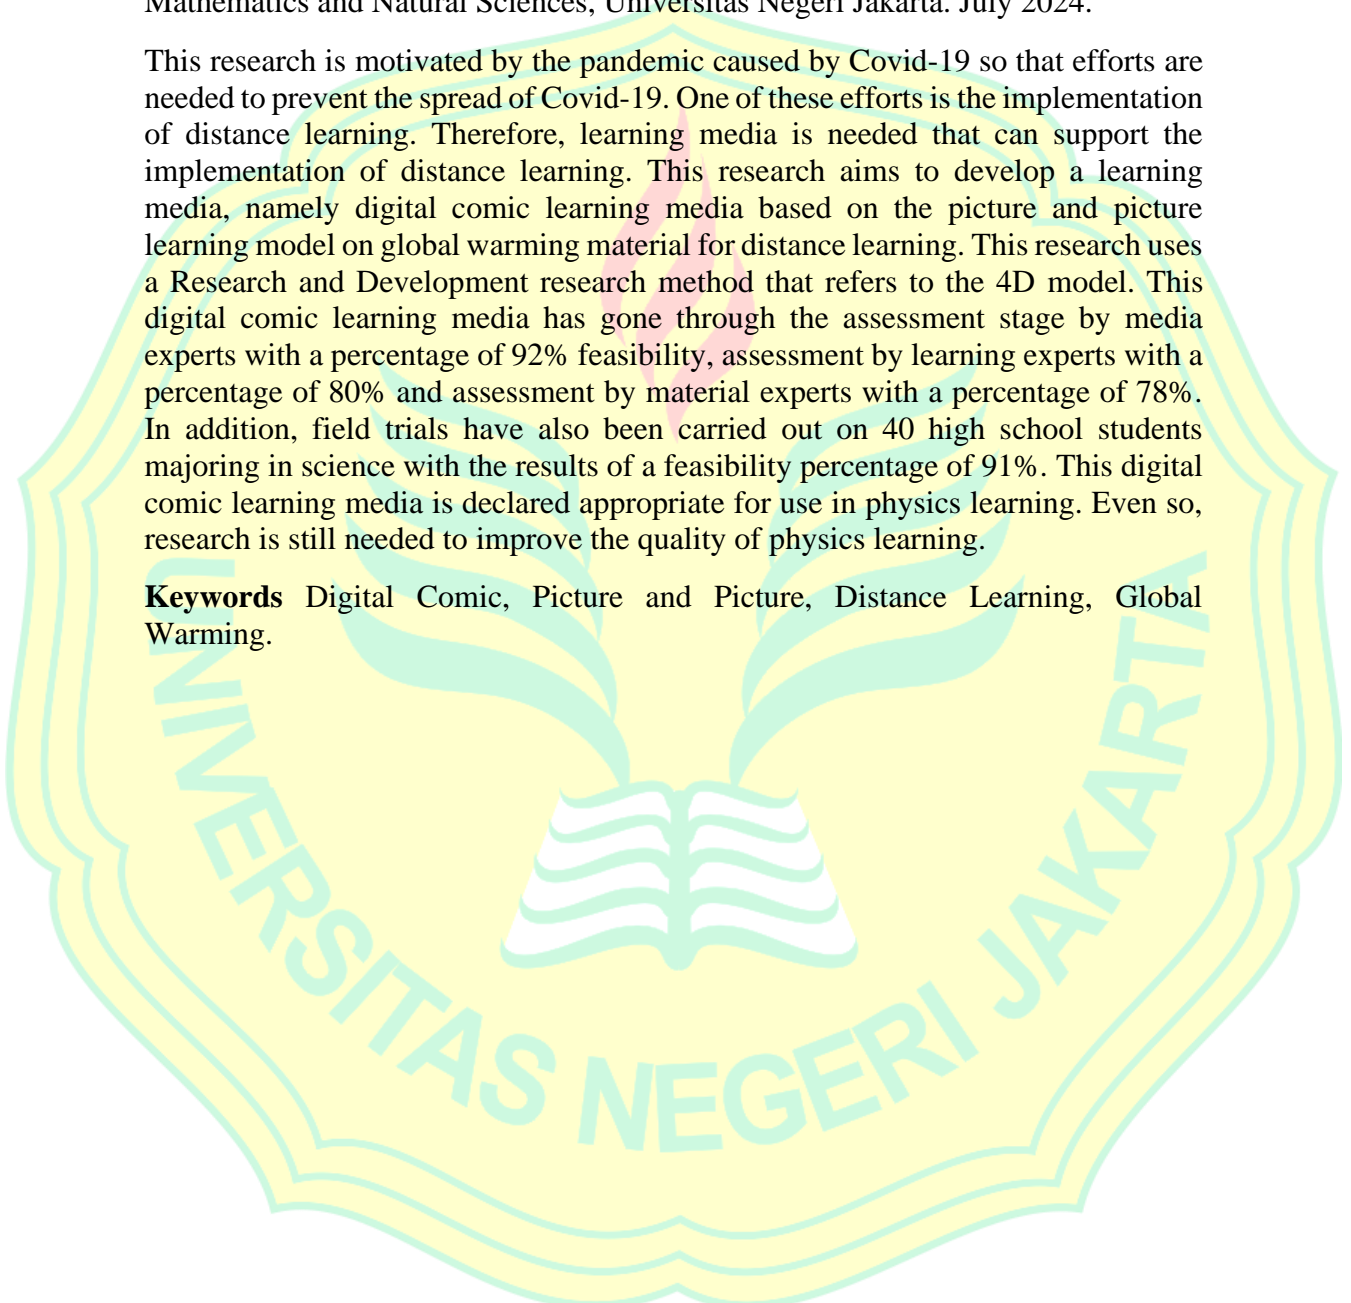 Mathematics and Natural Sciences, Universitas Negeri Jakarta. July 2024.
This research is motivated by the pandemic caused by Covid-19 so that efforts are
needed to prevent the spread of Covid-19. One of these efforts is the implementation
of distance learning. Therefore, learning media is needed that can support the
implementation of distance learning. This research aims to develop a learning
media, namely digital comic learning media based on the picture and picture
learning model on global warming material for distance learning. This research uses
a Research and Development research method that refers to the 4D model. This
digital comic learning media has gone through the assessment stage by media
experts with a percentage of 92% feasibility, assessment by learning experts with a
percentage of 80% and assessment by material experts with a percentage of 78%.
In addition, field trials have also been carried out on 40 high school students
majoring in science with the results of a feasibility percentage of 91%. This digital
comic learning media is declared appropriate for use in physics learning. Even so,
research is still needed to improve the quality of physics learning.
Keywords Digital Comic, Picture and Picture, Distance Learning, Global
Warming.
UNIVERSITAS NEGERI JAKARTA